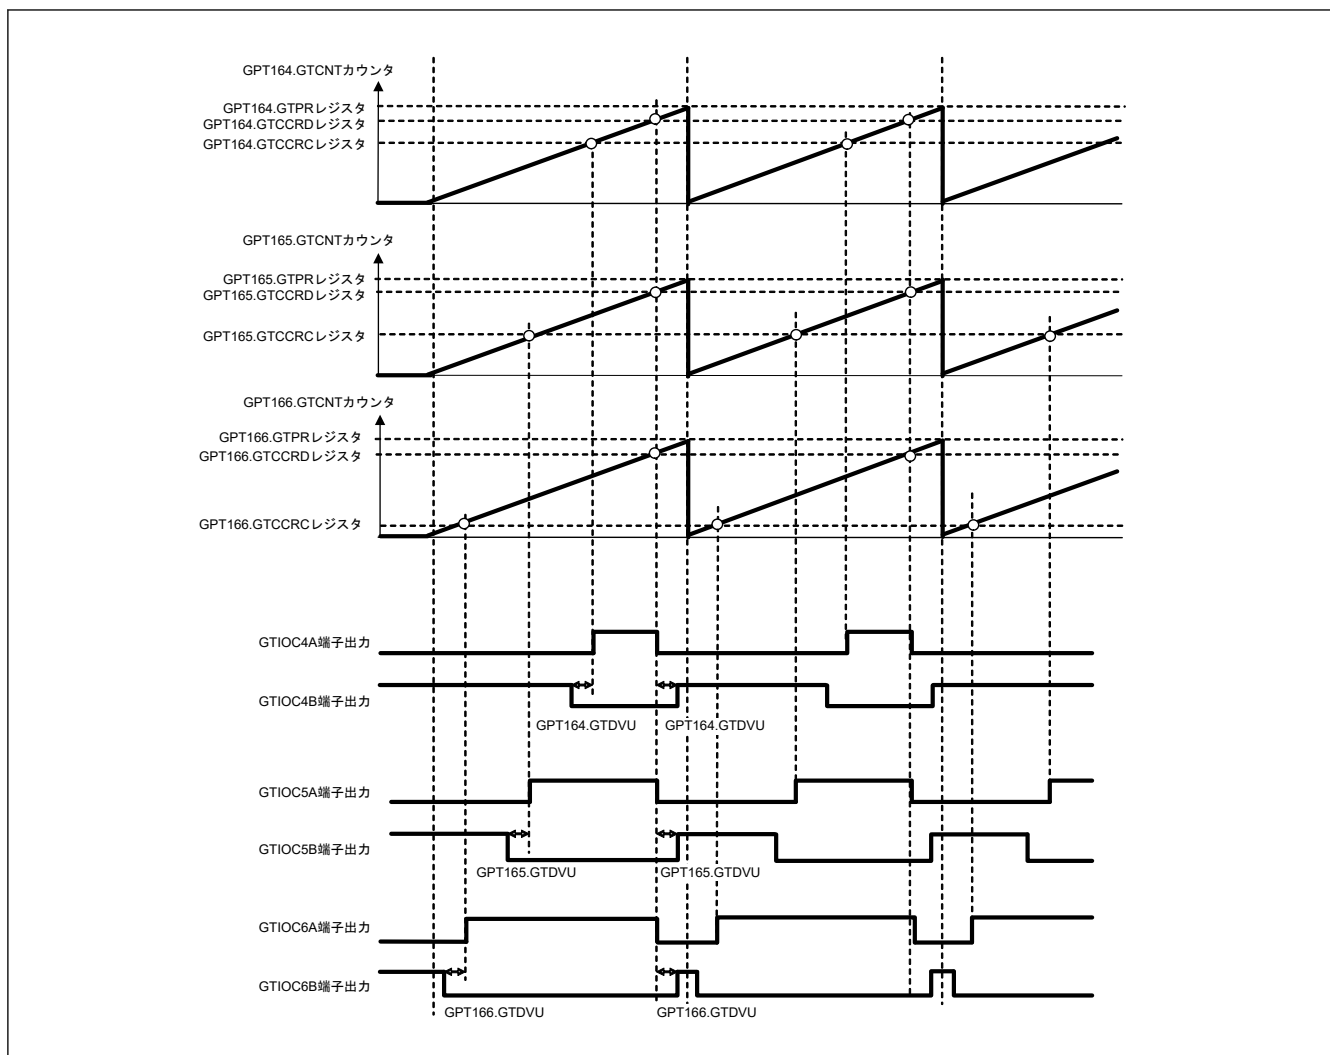 GPT164.GTCNTカウンタ
GPT164.GTPRレジスタ
GPT164.GTCCRDレジスタ
GPT164.GTCCRCレジスタ
GPT165.GTCNTカウンタ
GPT165.GTPRレジスタ
GPT165.GTCCRDレジスタ
GPT165.GTCCRCレジスタ
GPT166.GTCNTカウンタ
GPT166.GTPRレジスタ
GPT166.GTCCRDレジスタ
GPT166.GTCCRCレジスタ
GTIOC4A端子出力
GTIOC4B端子出力
GPT164.GTDVU GPT164.GTDVU
GTIOC5A端子出力
GTIOC5B端子出力
GPT165.GTDVU GPT165.GTDVU
GTIOC6A端子出力
GTIOC6B端子出力
GPT166.GTDVU GPT166.GTDVU